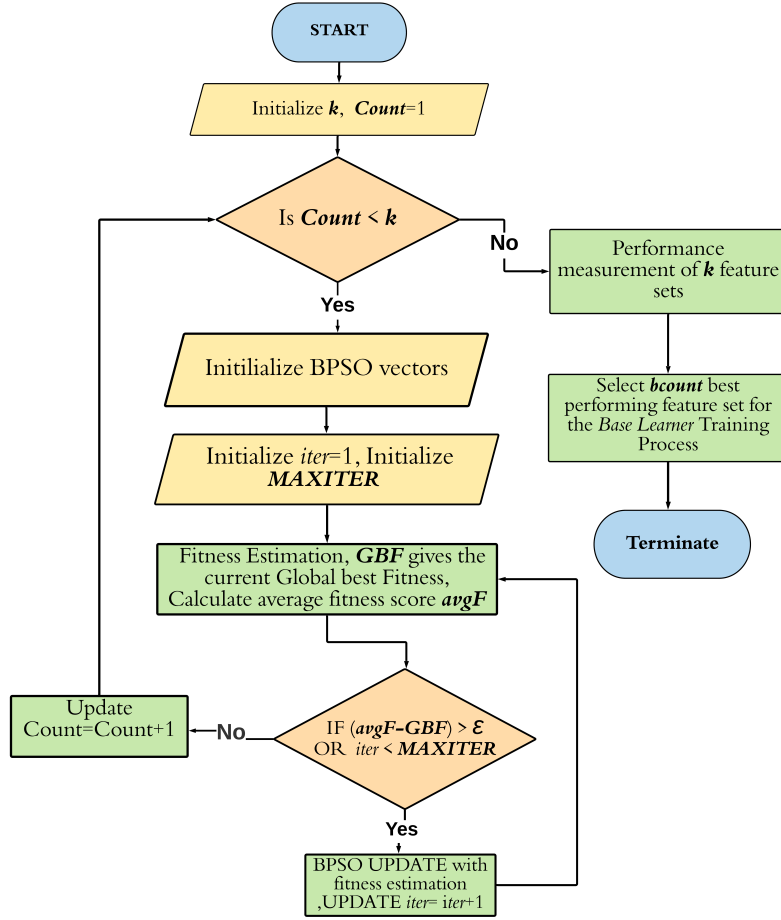 START
Initialize k, Count=1
Is Count < k
No
Performance
measurement of k feature
sets
Yes
Initilialize BPSO vectors
Select bcount best
performing feature set for
the Base Learner Training
Process
Initialize iter=1, Initialize
MAXITER
Terminate
Fitness Estimation, GBF gives the
current Global best Fitness,
Calculate average fitness score avgF
Update
Count=Count+1
No
IF (avgF-GBF) > ε
OR iter < MAXITER
Yes
BPSO UPDATE with
fitness estimation
,UPDATE iter= iter+1